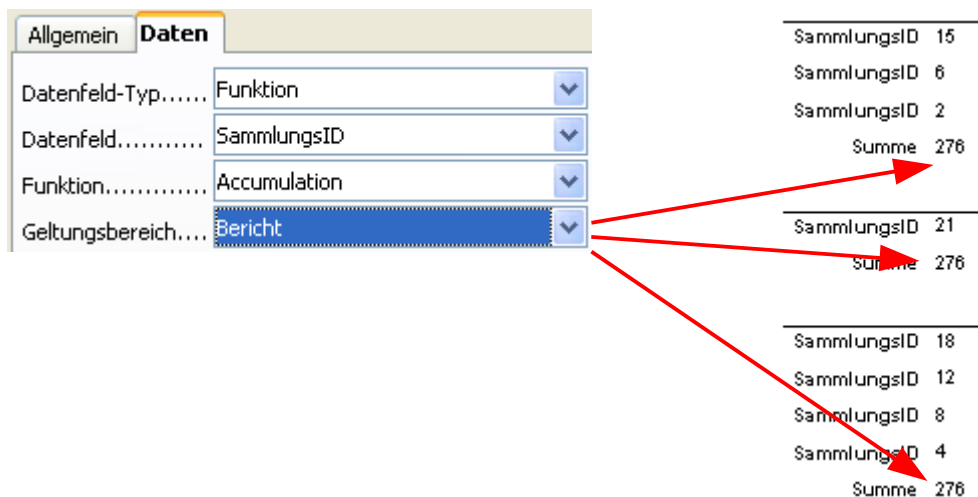 Allgemein Daten
Datenfeld-Typ...... Funktion
Datenfeld........... SammlungsID
Funktion............. Accumulation
Geltungsbereich.... Bericht
SammlungsID 15
SammlungsID 6
SammlungsID 2
Summe 276
SammlungsID 21
Summe 276
SammlungsID 18
SammlungsID 12
SammlungsID 8
SammlungsID 4
Summe 276